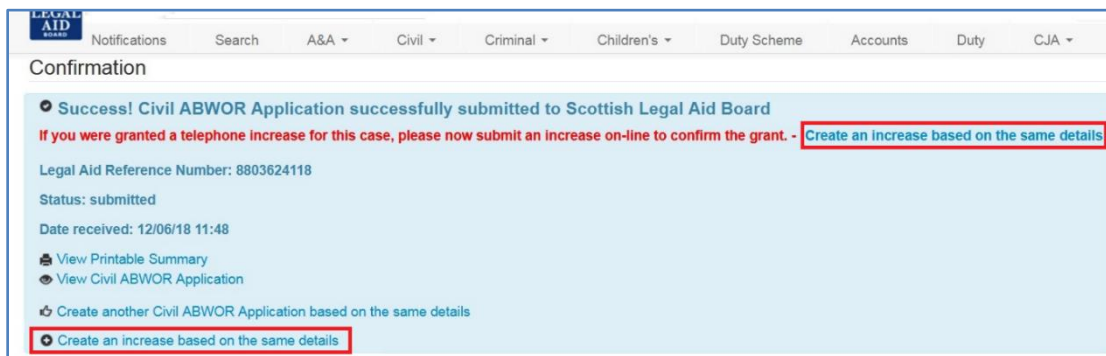 LEGAL
AID
BOARD
Notifications Search A&A Civil Criminal Children's Duty Scheme Accounts Duty CJA
Confirmation
Success! Civil ABWOR Application successfully submitted to Scottish Legal Aid Board
If you were granted a telephone increase for this case, please now submit an increase on-line to confirm the grant. - Create an increase based on the same details
Legal Aid Reference Number: 8803624118
Status: submitted
Date received: 12/06/18 11:48
View Printable Summary
View Civil ABWOR Application
Create another Civil ABWOR Application based on the same details
Create an increase based on the same details